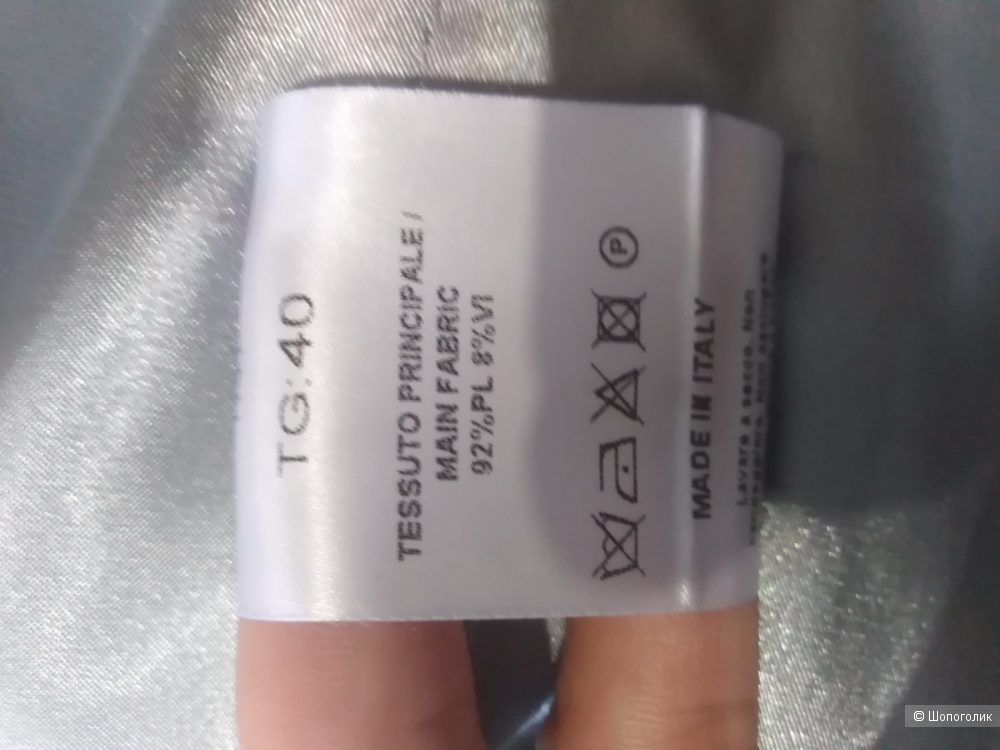 TG:40
TESSUTO PRINCIPALE /
MAIN FABRIC
92%PL 8%VI
P
MADE IN ITALY
Lavare a secco. Non
© Шопоголик